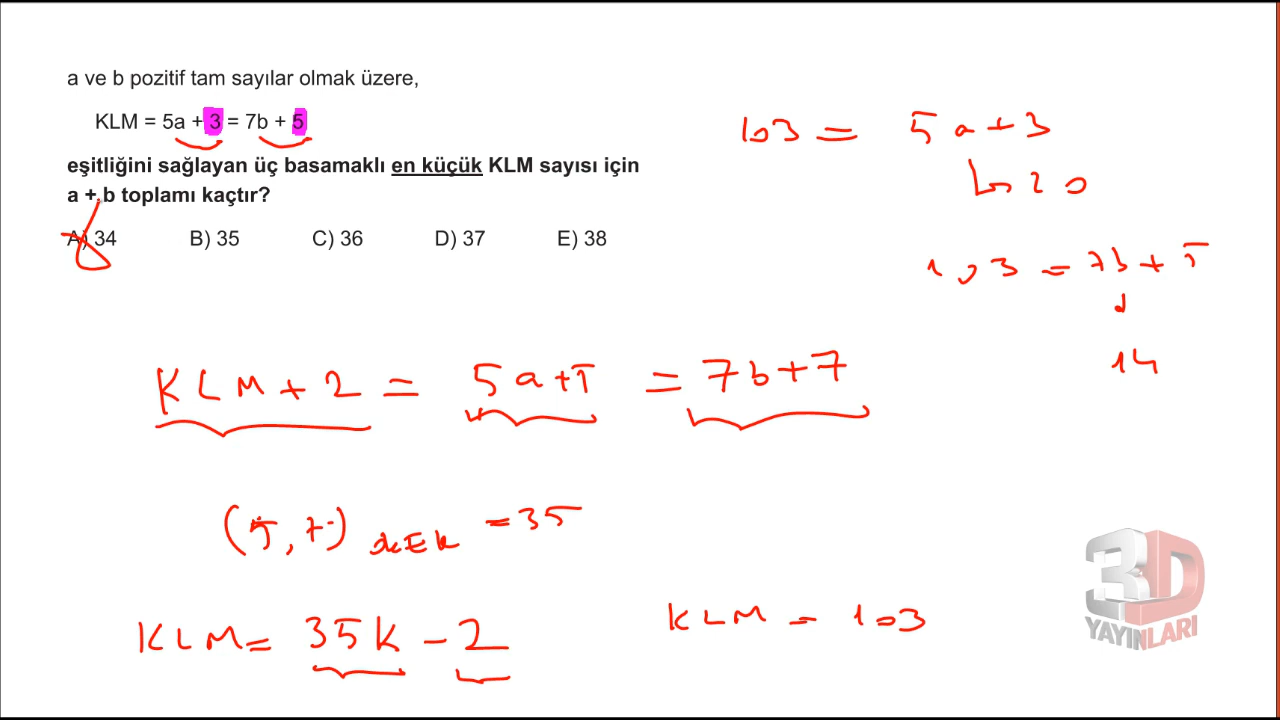 a ve b pozitif tam sayılar olmak üzere,
KLM = 5a + 3 = 7b + 5
eşitliğini sağlayan üç basamaklı en küçük KLM sayısı için
a + b toplamı kaçtır?
A) 34 B) 35 C) 36 D) 37 E) 38
103 = 5a+3
20
103 = 7b+5
14
KLM+2 = 5a+5 = 7b+7
(5,7) EKEK = 35
KLM = 35k - 2
KLM = 103
3D
YAYINLARI